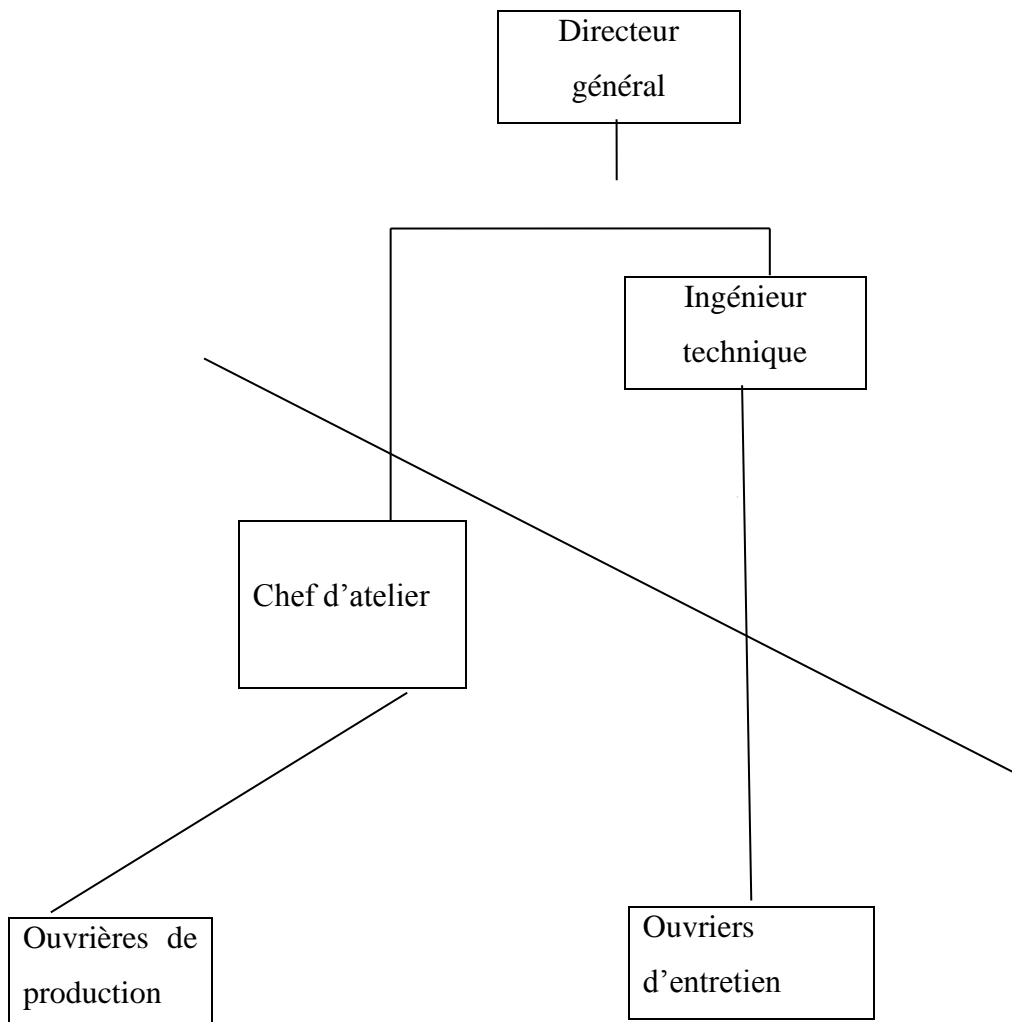 Directeur
général
Ingénieur
technique
Chef d’atelier
Ouvrières de
production
Ouvriers
d’entretien